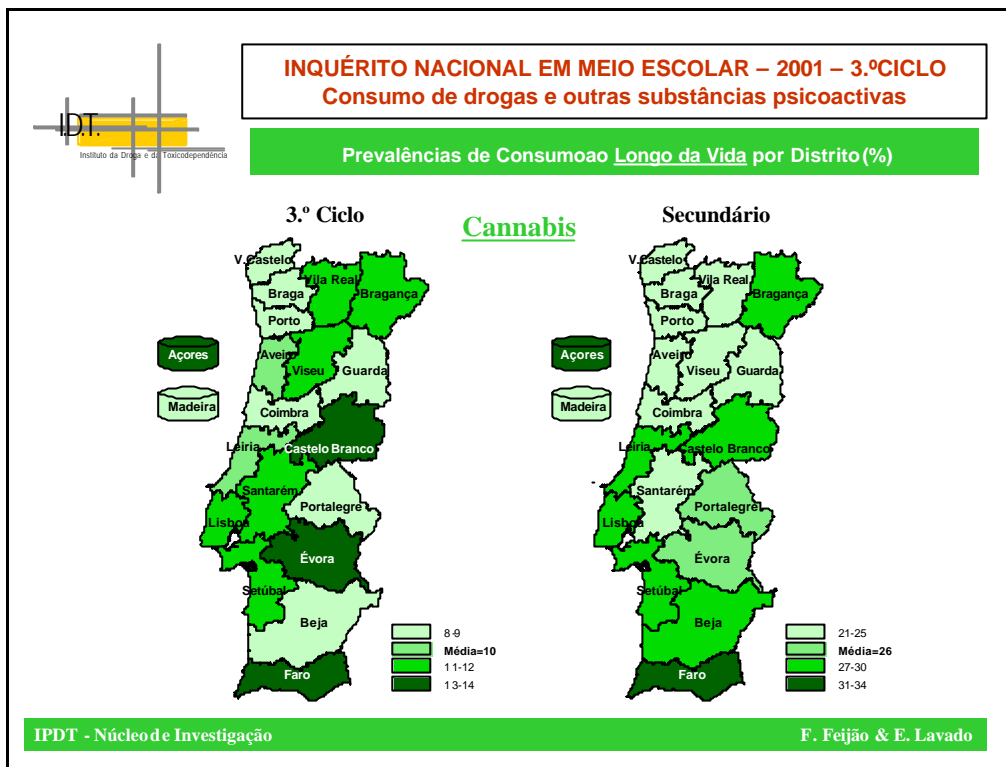 I.D.T.
Instituto da Droga e da Toxicodependência
INQUÉRITO NACIONAL EM MEIO ESCOLAR – 2001 – 3.ºCICLO
Consumo de drogas e outras substâncias psicoactivas
Prevalências de Consumoao Longo da Vida por Distrito (%)
Cannabis
3.º Ciclo
V.Castelo
Vila Real
Bragança
Braga
Porto
Açores
Aveiro
Viseu
Guarda
Madeira
Coimbra
Leiria
Castelo Branco
Santarém
Portalegre
Lisboa
Évora
Setúbal
Beja
Faro
8-9
Média=10
11-12
13-14
Secundário
V.Castelo
Vila Real
Bragança
Braga
Porto
Açores
Aveiro
Viseu
Guarda
Madeira
Coimbra
Leiria
Castelo Branco
Santarém
Portalegre
Lisboa
Évora
Setúbal
Beja
Faro
21-25
Média=26
27-30
31-34
IPDT - Núcleo de Investigação
F. Feijão & E. Lavado